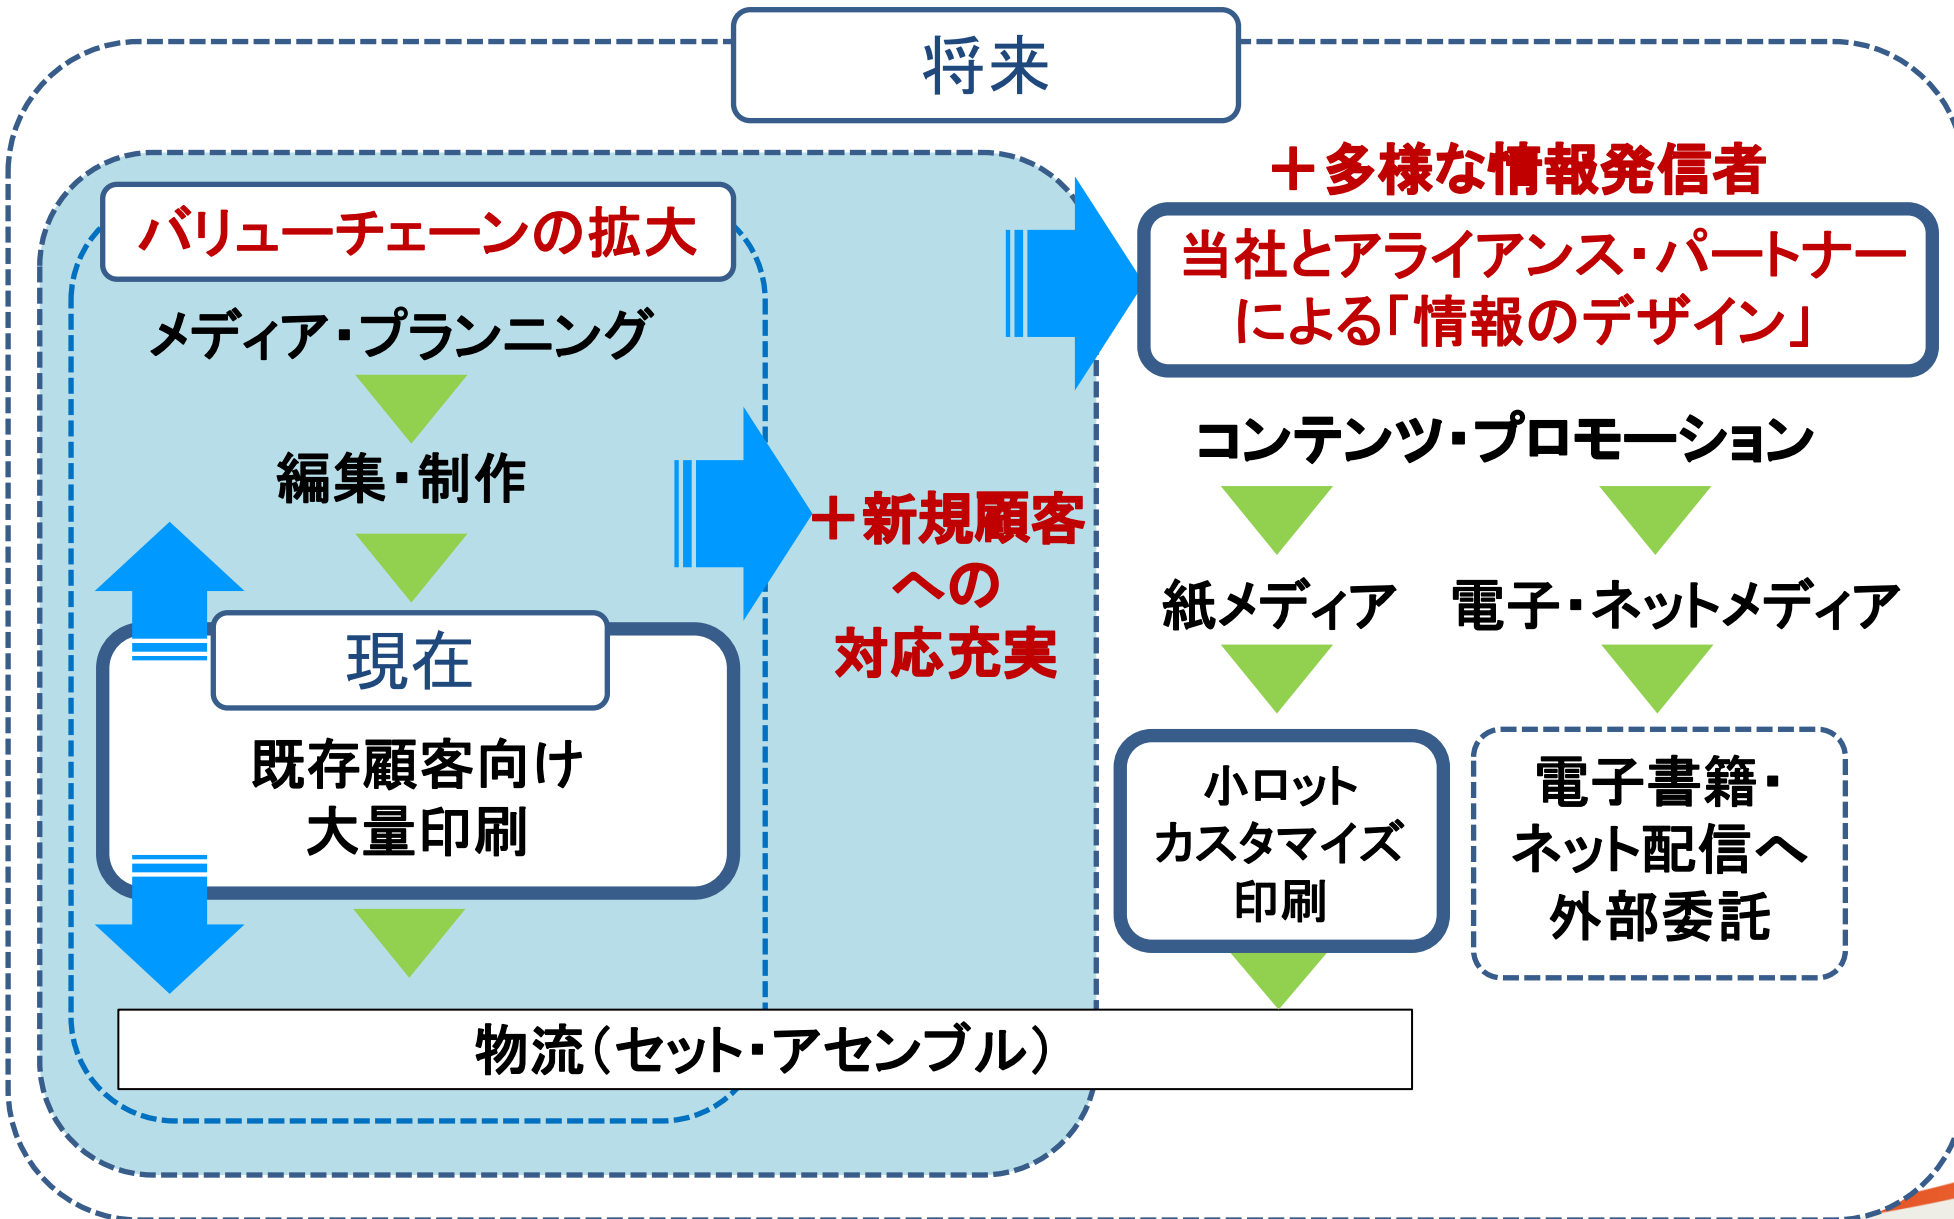 将来
バリューチェーンの拡大
メディア・プランニング
編集・制作
現在
既存顧客向け
大量印刷
＋新規顧客
への
対応充実
＋多様な情報発信者
当社とアライアンス・パートナー
による「情報のデザイン」
コンテンツ・プロモーション
紙メディア
電子・ネットメディア
小ロット
カスタマイズ
印刷
電子書籍・
ネット配信へ
外部委託
物流（セット・アセンブル）